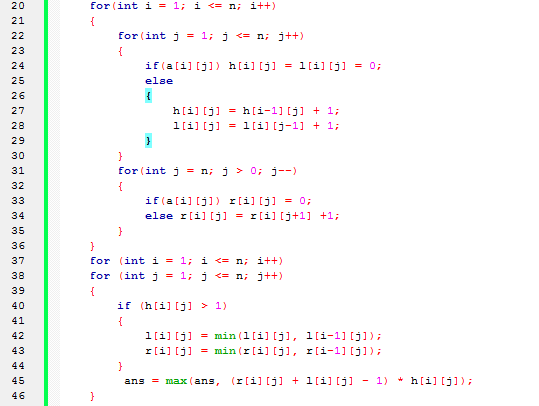 20 for(int i = 1; i <= n; i++)
21 {
22 for(int j = 1; j <= n; j++)
23 {
24 if(a[i][j]) h[i][j] = l[i][j] = 0;
25 else
26 {
27 h[i][j] = h[i-1][j] + 1;
28 l[i][j] = l[i][j-1] + 1;
29 }
30 }
31 for(int j = n; j > 0; j--)
32 {
33 if(a[i][j]) r[i][j] = 0;
34 else r[i][j] = r[i][j+1] +1;
35 }
36 }
37 for (int i = 1; i <= n; i++)
38 for (int j = 1; j <= n; j++)
39 {
40 if (h[i][j] > 1)
41 {
42 l[i][j] = min(l[i][j], l[i-1][j]);
43 r[i][j] = min(r[i][j], r[i-1][j]);
44 }
45 ans = max(ans, (r[i][j] + l[i][j] - 1) * h[i][j]);
46 }